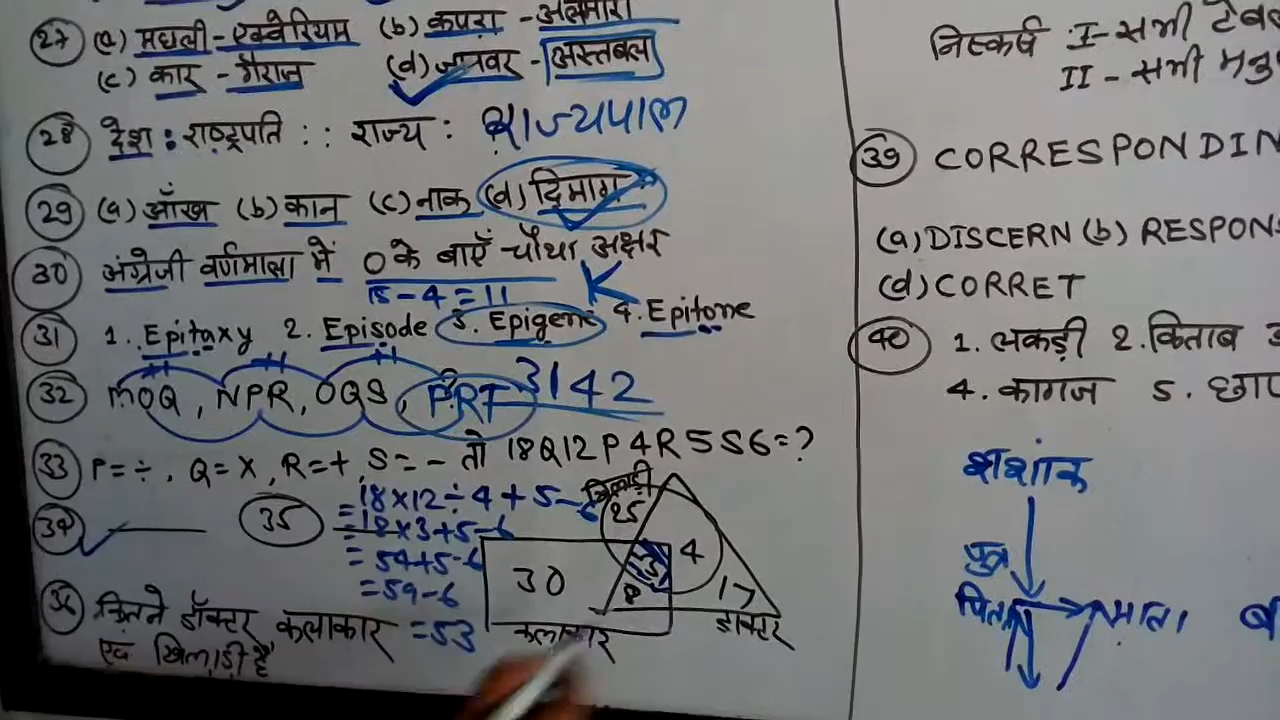 27 (a) मछली - एक्वेरियम (b) कपड़ा - अलमारी
(c) कार - गैराज (d) जानवर - अस्तबल
28 देश : राष्ट्रपति :: राज्य : राज्यपाल
29 (a) आँख (b) कान (c) नाक (d) दिमाग
30 अंग्रेजी वर्णमाला में O के बाएँ चौथा अक्षर
15-4=11 K
31 1. Epitaxy 2. Episode 3. Epigene 4. Epitome
3142
32 MOQ, NPR, OQS, PRT
33 P=÷, Q=×, R=+, S=- तो 18Q12P4R5S6=?
=18×12÷4+5-6
=18×3+5-6
=54+5-6
=59-6
=53
34 35
खिलाड़ी
25
3 4
30 8 17
कलाकार डॉक्टर
36 कितने डॉक्टर कलाकार
एवं खिलाड़ी हैं
निष्कर्ष I- सभी
II - सभी
39 CORRESPONDIN
(a) DISCERN (b) RESPONS
(d) CORRET
40 1. लकड़ी 2. किताब
4. कागज 5.
शशांक
पुत्र
पिता माता